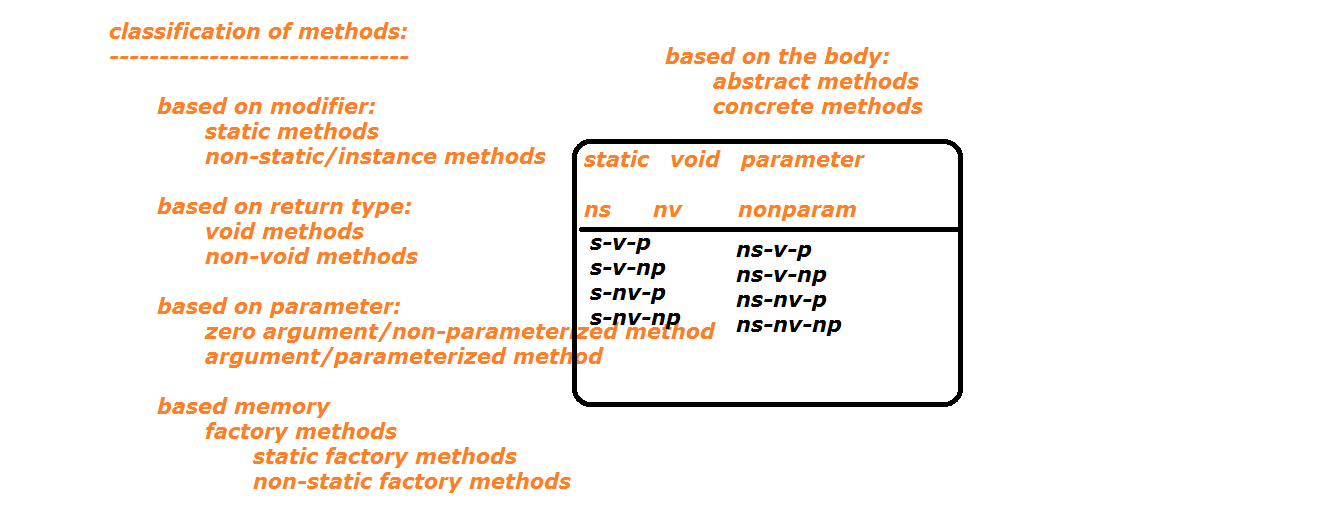 classification of methods:
------------------------------
based on modifier:
static methods
non-static/instance methods
based on return type:
void methods
non-void methods
based on parameter:
zero argument/non-parameterized method
argument/parameterized method
based memory
factory methods
static factory methods
non-static factory methods
based on the body:
abstract methods
concrete methods
static void parameter
ns nv nonparam
s-v-p
s-v-np
s-nv-p
s-nv-np
ns-v-p
ns-v-np
ns-nv-p
ns-nv-np